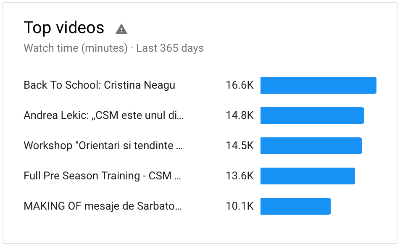 Top videos
Watch time (minutes) · Last 365 days
Back To School: Cristina Neagu 16.6K
Andrea Lekic: „CSM este unul di... 14.8K
Workshop "Orientari si tendinte ... 14.5K
Full Pre Season Training - CSM ... 13.6K
MAKING OF mesaje de Sarbato... 10.1K